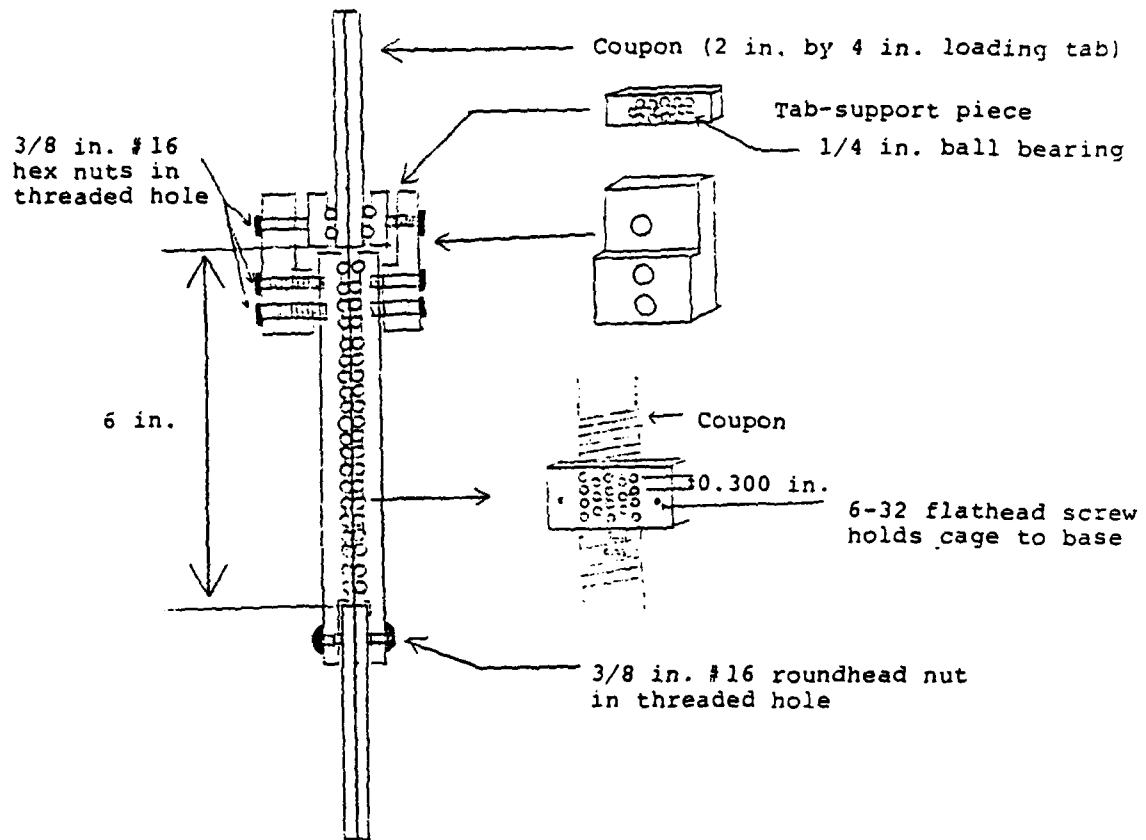 Coupon (2 in. by 4 in. loading tab)
Tab-support piece
1/4 in. ball bearing
3/8 in. #16
hex nuts in
threaded hole
6 in.
Coupon
0.300 in.
6-32 flathead screw
holds cage to base
3/8 in. #16 roundhead nut
in threaded hole